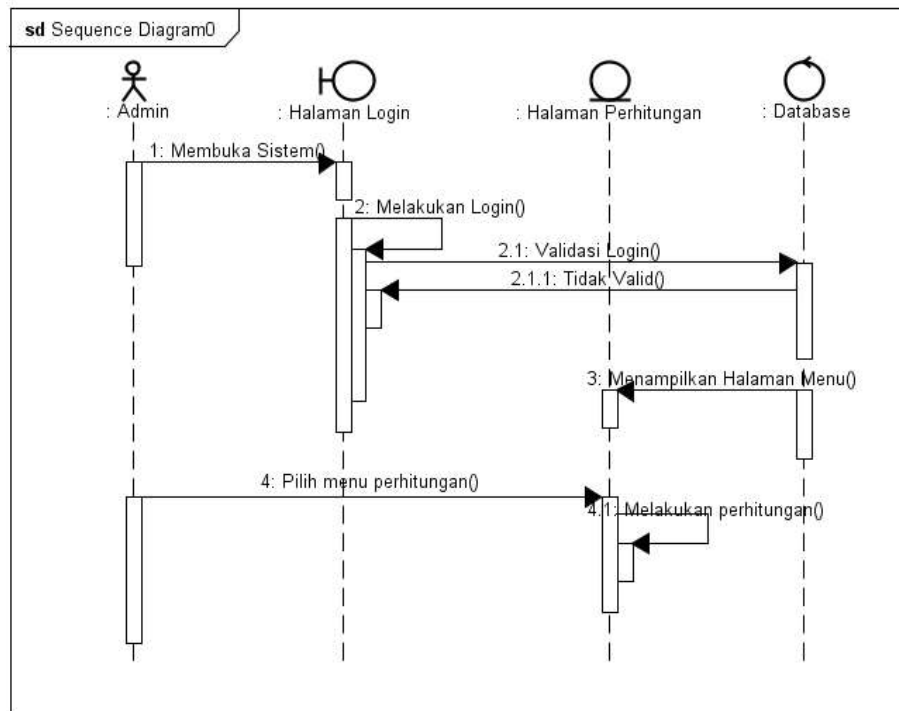 sd Sequence Diagram0
: Admin
: Halaman Login
: Halaman Perhitungan
: Database
1: Membuka Sistem()
2: Melakukan Login()
2.1: Validasi Login()
2.1.1: Tidak Valid()
3: Menampilkan Halaman Menu()
4: Pilih menu perhitungan()
4.1: Melakukan perhitungan()